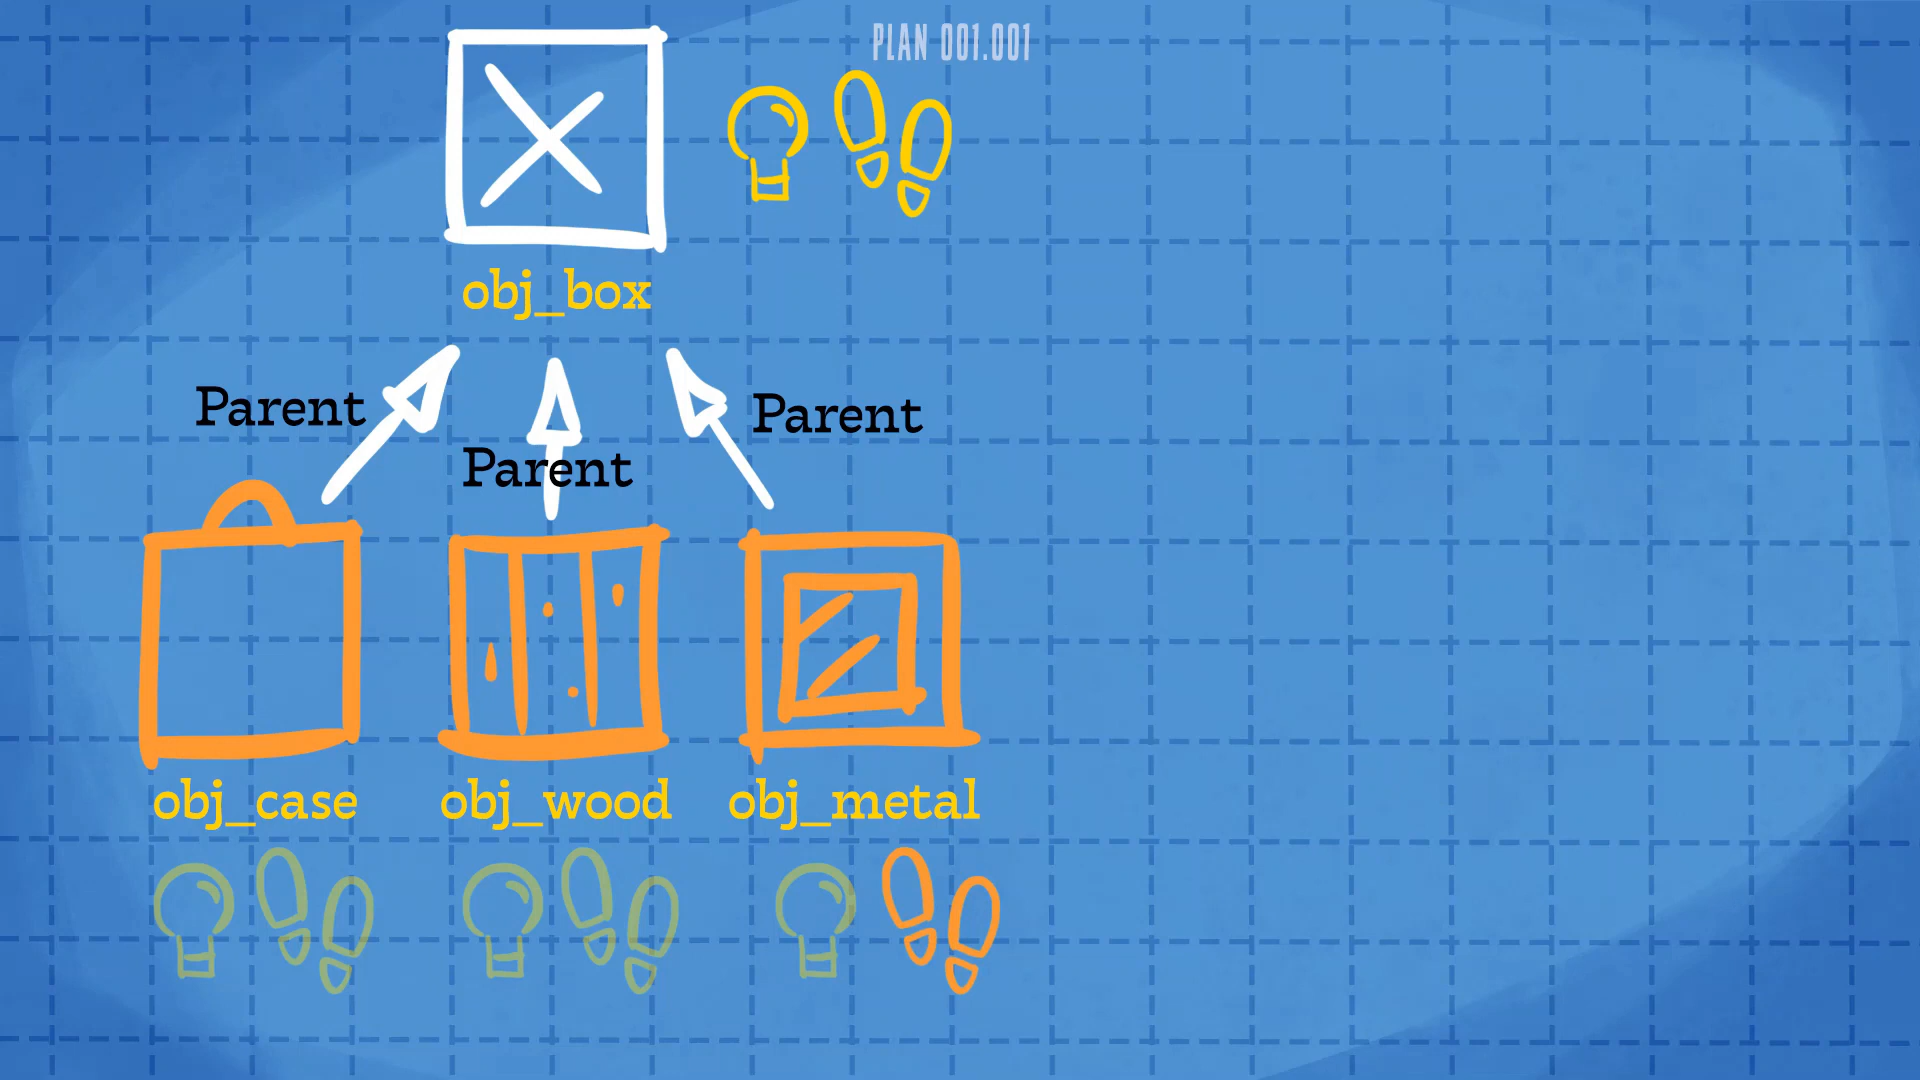 PLAN 001.001
obj_box
Parent
Parent
Parent
obj_case
obj_wood
obj_metal